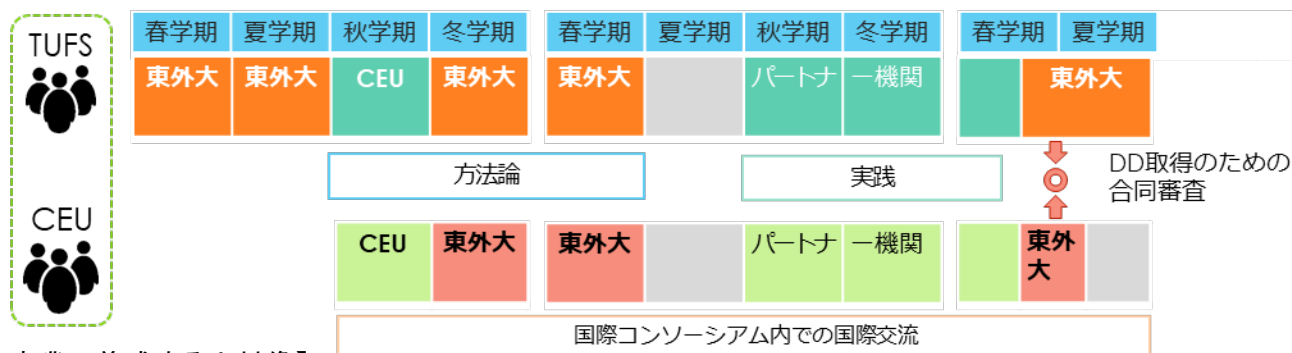 TUFS
春学期 夏学期 秋学期 冬学期 春学期 夏学期 秋学期 冬学期 春学期 夏学期
東外大 東外大 CEU 東外大 東外大 パートナ ー機関 東外大
方法論 実践
DD取得のための
合同審査
CEU
CEU 東外大 東外大 パートナ ー機関 東外
大
国際コンソーシアム内での国際交流